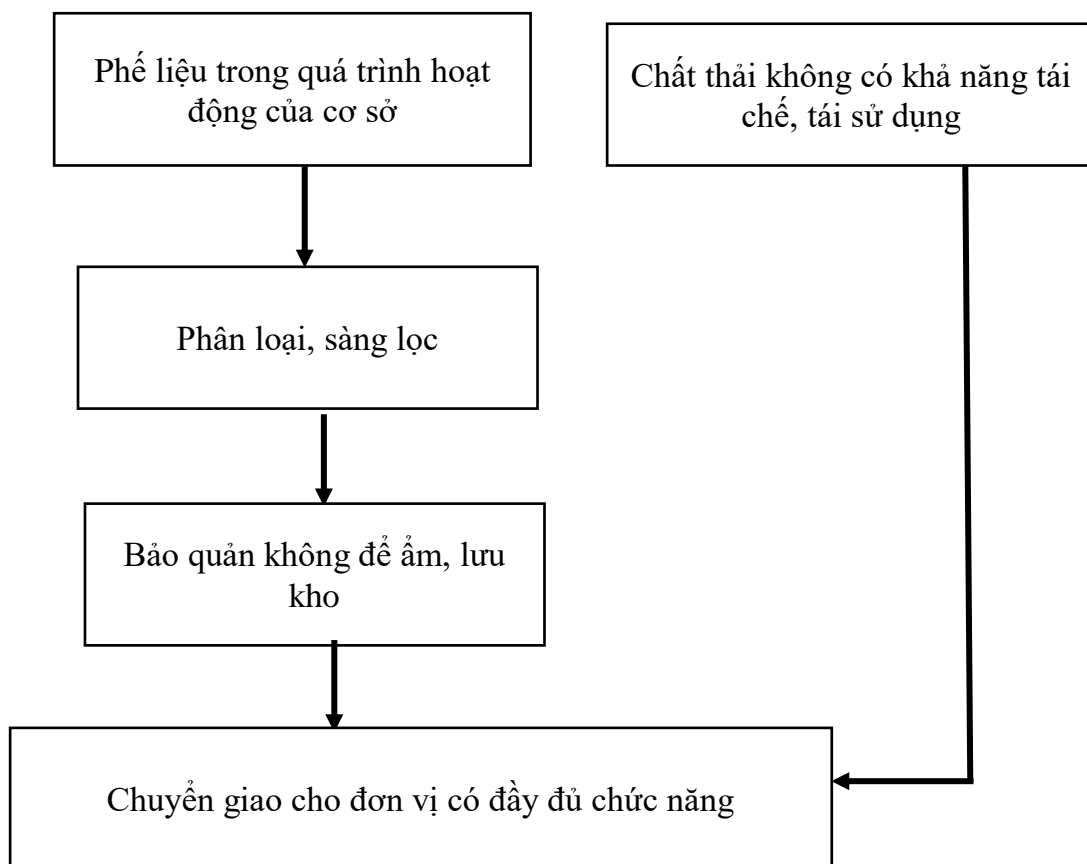 Phế liệu trong quá trình hoạt
động của cơ sở
Chất thải không có khả năng tái
chế, tái sử dụng
Phân loại, sàng lọc
Bảo quản không để ẩm, lưu
kho
Chuyển giao cho đơn vị có đầy đủ chức năng